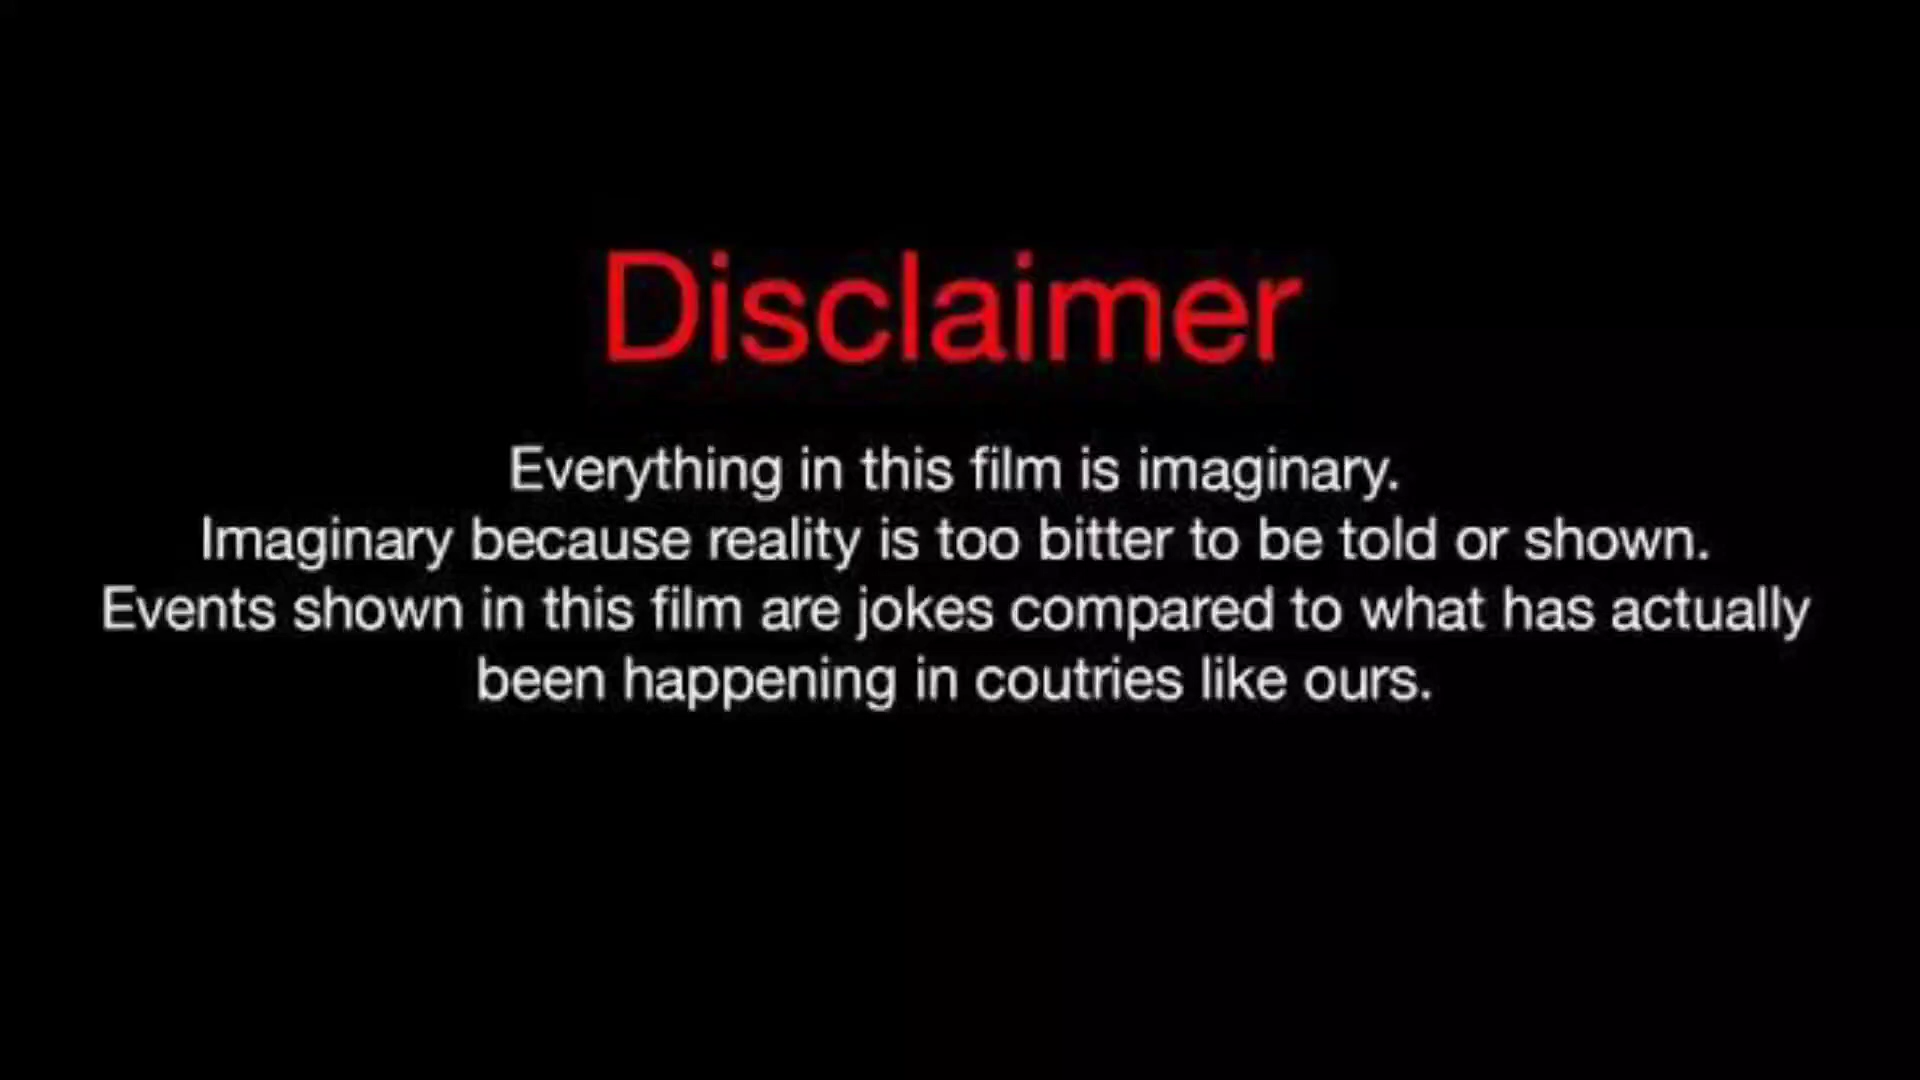 Disclaimer
Everything in this film is imaginary.
Imaginary because reality is too bitter to be told or shown.
Events shown in this film are jokes compared to what has actually
been happening in coutries like ours.